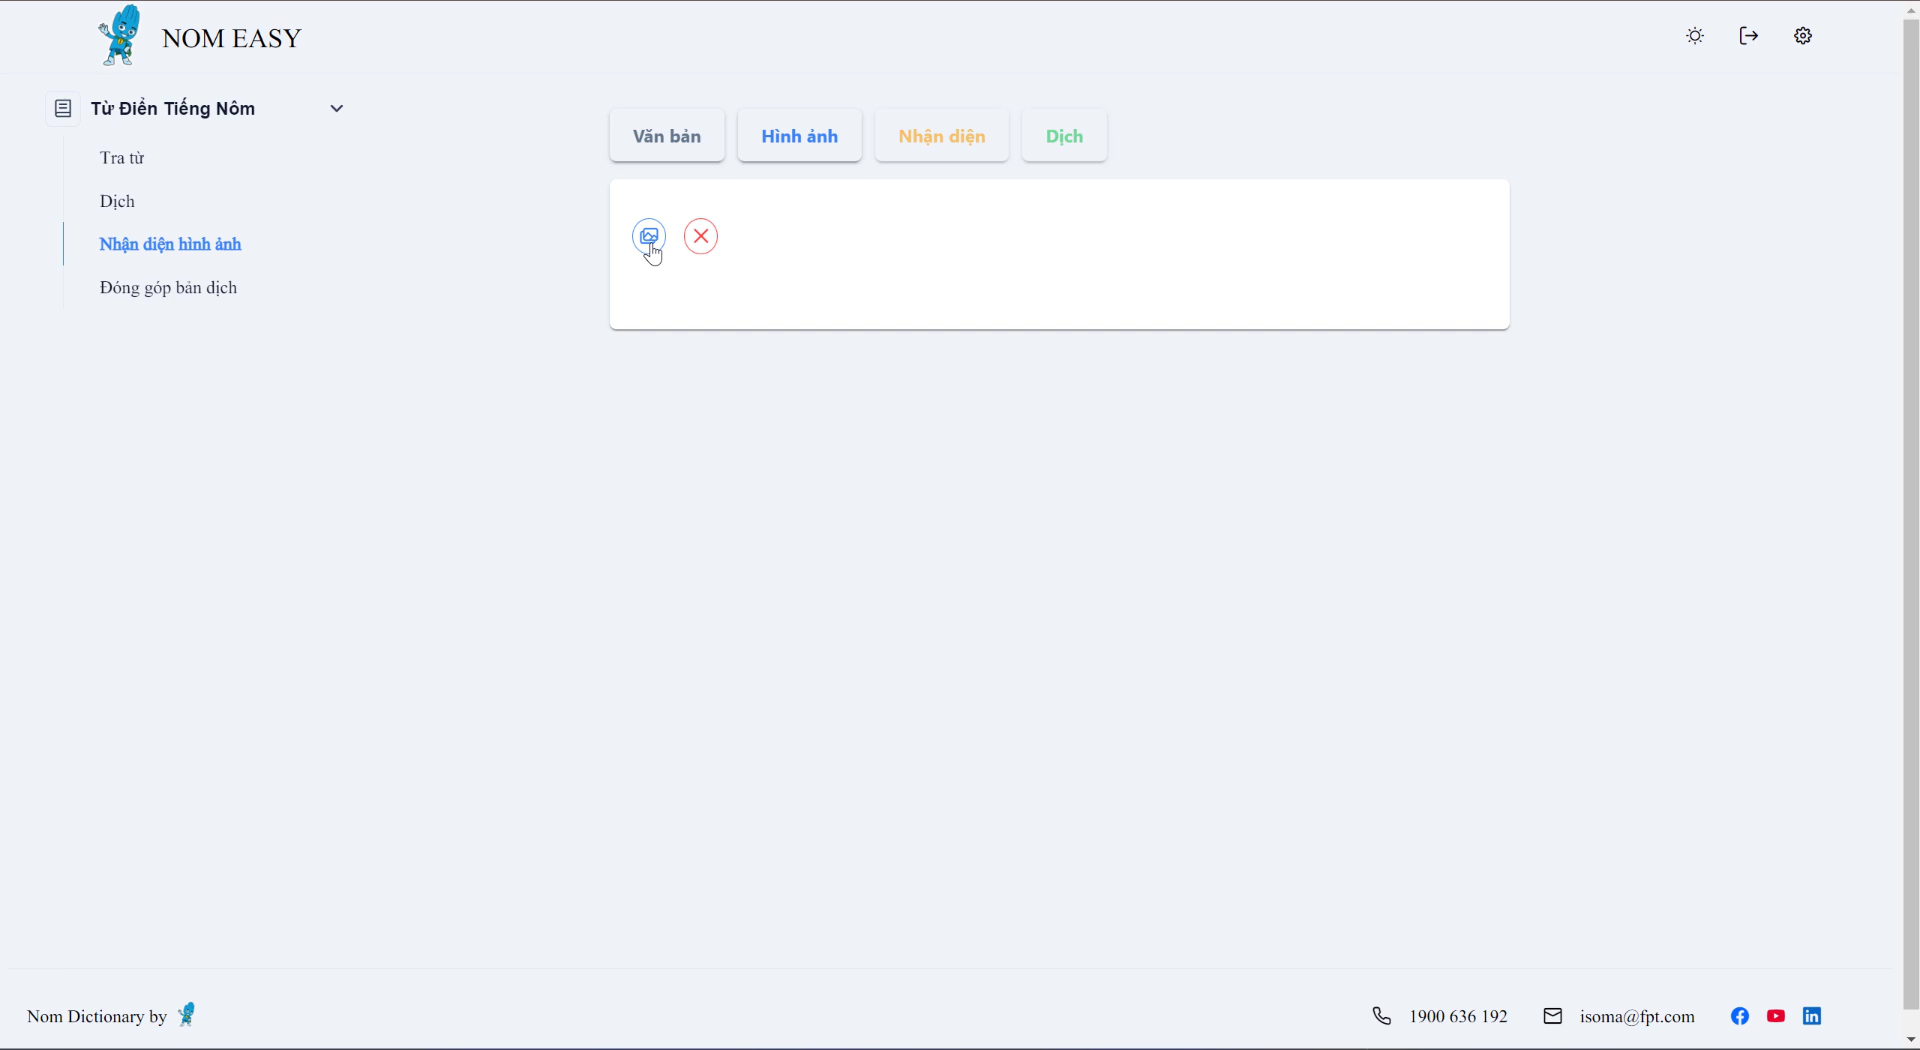 NOM EASY
Từ Điển Tiếng Nôm
Tra từ
Dịch
Nhận diện hình ảnh
Đóng góp bản dịch
Văn bản
Hình ảnh
Nhận diện
Dịch
Nom Dictionary by
1900 636 192
isoma@fpt.com